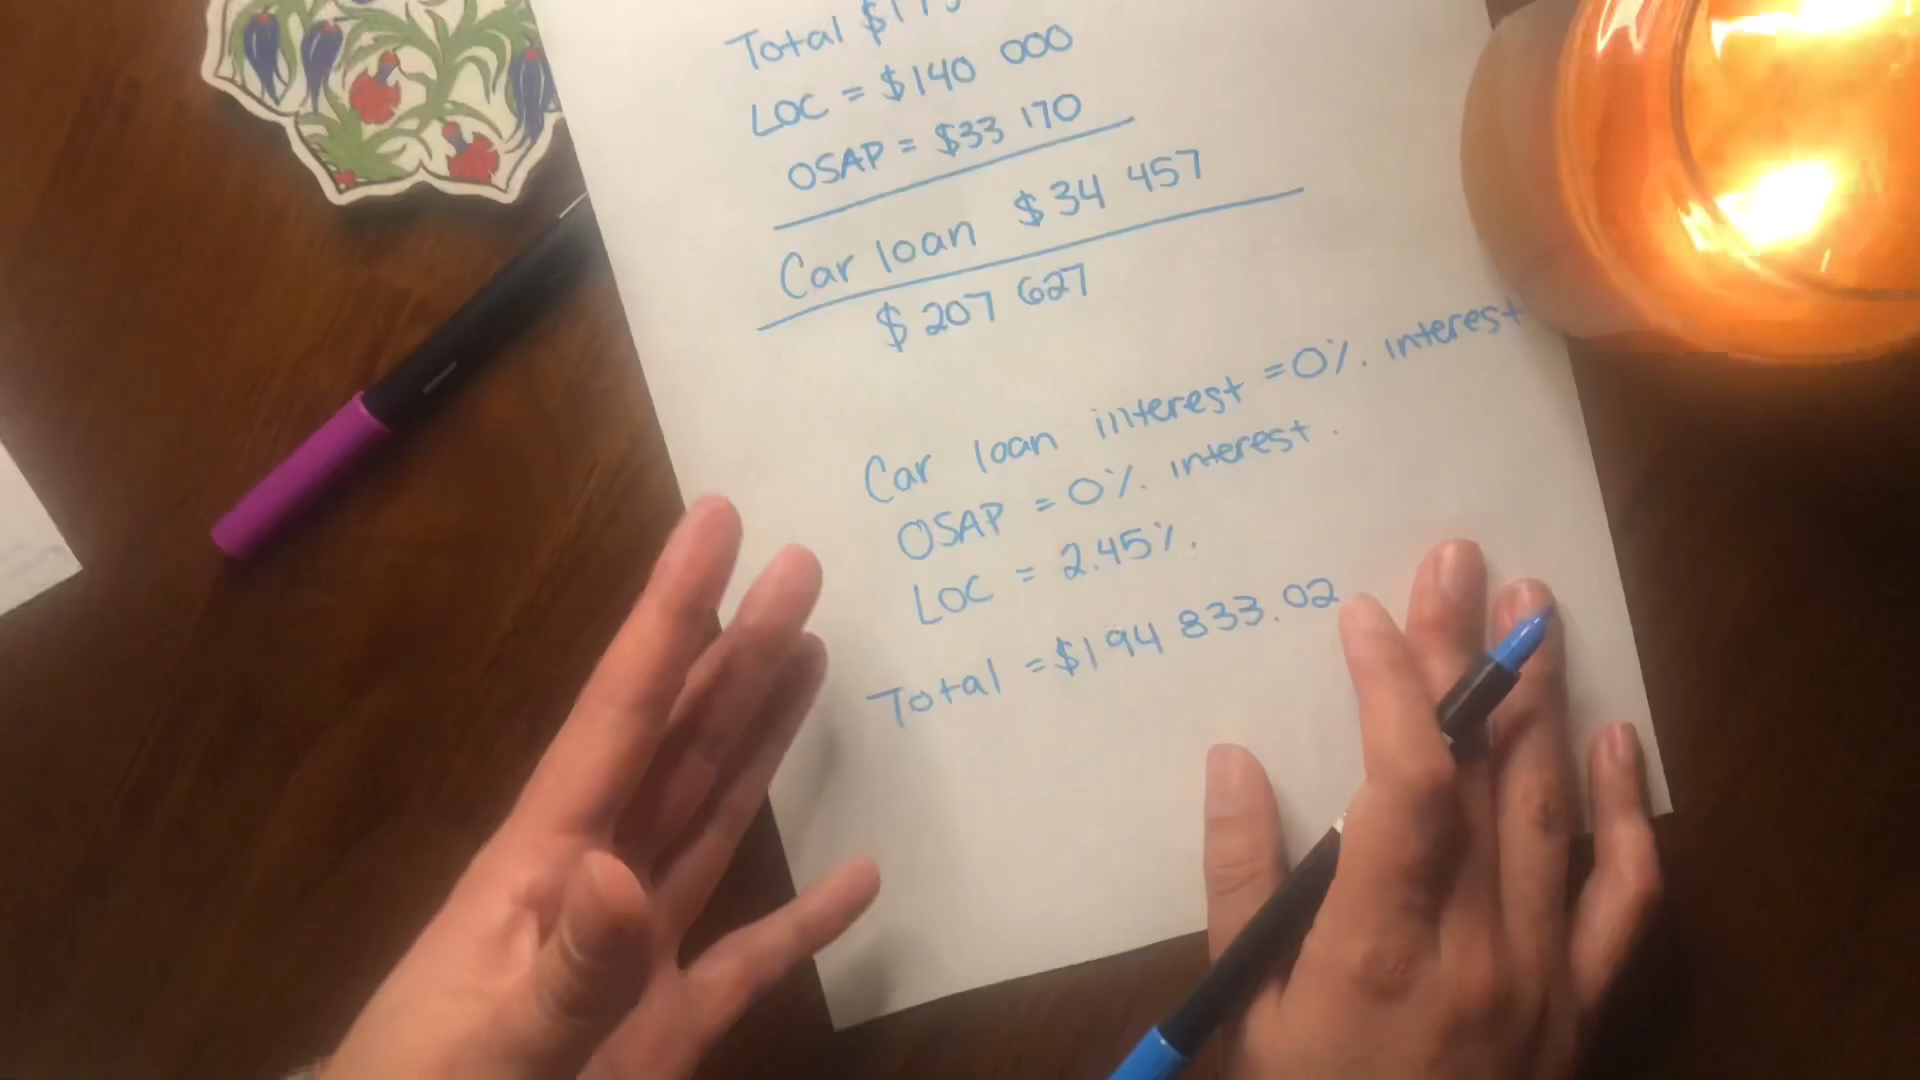 Total
LOC = $140 000
OSAP = $33 170
Car loan $34 457
$207 627
Car loan interest = 0% interest
OSAP = 0% interest.
LOC = 2.45%.
Total = $194 833.02